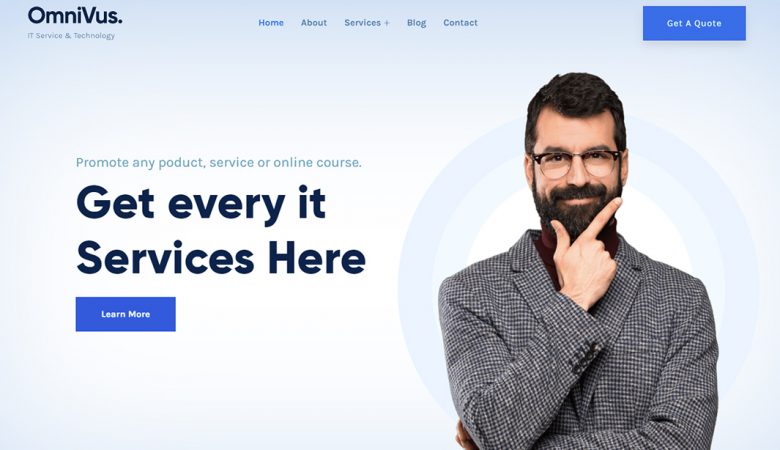 OmniVus.
IT Service & Technology
Home About Services + Blog Contact
Get A Quote
Promote any poduct, service or online course.
Get every it
Services Here
Learn More